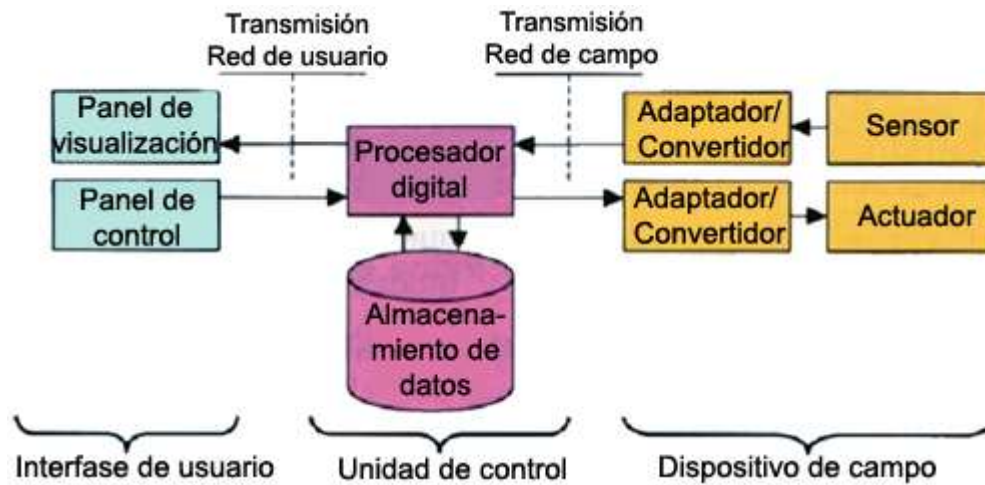 Transmisión
Red de usuario
Transmisión
Red de campo
Panel de
visualización
Procesador
digital
Adaptador/
Convertidor
Sensor
Panel de
control
Adaptador/
Convertidor
Actuador
Almacena-
miento de
datos
Interfase de usuario
Unidad de control
Dispositivo de campo